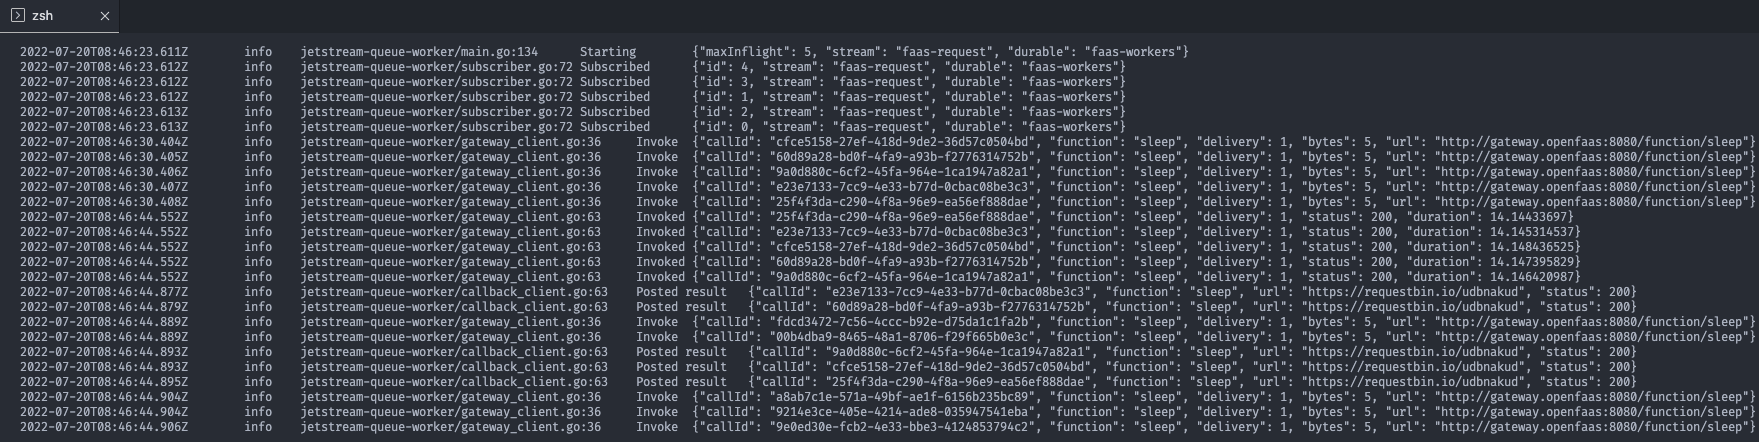 zsh
2022-07-20T08:46:23.611Z info jetstream-queue-worker/main.go:134 Starting {"maxInflight": 5, "stream": "faas-request", "durable": "faas-workers"}
2022-07-20T08:46:23.612Z info jetstream-queue-worker/subscriber.go:72 Subscribed {"id": 4, "stream": "faas-request", "durable": "faas-workers"}
2022-07-20T08:46:23.612Z info jetstream-queue-worker/subscriber.go:72 Subscribed {"id": 3, "stream": "faas-request", "durable": "faas-workers"}
2022-07-20T08:46:23.612Z info jetstream-queue-worker/subscriber.go:72 Subscribed {"id": 1, "stream": "faas-request", "durable": "faas-workers"}
2022-07-20T08:46:23.613Z info jetstream-queue-worker/subscriber.go:72 Subscribed {"id": 2, "stream": "faas-request", "durable": "faas-workers"}
2022-07-20T08:46:23.613Z info jetstream-queue-worker/subscriber.go:72 Subscribed {"id": 0, "stream": "faas-request", "durable": "faas-workers"}
2022-07-20T08:46:30.404Z info jetstream-queue-worker/gateway_client.go:36 Invoke {"callId": "cfce5158-27ef-418d-9de2-36d57c0504bd", "function": "sleep", "delivery": 1, "bytes": 5, "url": "http://gateway.openfaas:8080/function/sleep"}
2022-07-20T08:46:30.405Z info jetstream-queue-worker/gateway_client.go:36 Invoke {"callId": "60d89a28-bd0f-4fa9-a93b-f2776314752b", "function": "sleep", "delivery": 1, "bytes": 5, "url": "http://gateway.openfaas:8080/function/sleep"}
2022-07-20T08:46:30.406Z info jetstream-queue-worker/gateway_client.go:36 Invoke {"callId": "9a0d880c-6cf2-45fa-964e-1ca1947a82a1", "function": "sleep", "delivery": 1, "bytes": 5, "url": "http://gateway.openfaas:8080/function/sleep"}
2022-07-20T08:46:30.407Z info jetstream-queue-worker/gateway_client.go:36 Invoke {"callId": "e23e7133-7cc9-4e33-b77d-0cbac08be3c3", "function": "sleep", "delivery": 1, "bytes": 5, "url": "http://gateway.openfaas:8080/function/sleep"}
2022-07-20T08:46:30.408Z info jetstream-queue-worker/gateway_client.go:36 Invoke {"callId": "25f4f3da-c290-4f8a-96e9-ea56ef888dae", "function": "sleep", "delivery": 1, "bytes": 5, "url": "http://gateway.openfaas:8080/function/sleep"}
2022-07-20T08:46:44.552Z info jetstream-queue-worker/gateway_client.go:63 Invoked {"callId": "25f4f3da-c290-4f8a-96e9-ea56ef888dae", "function": "sleep", "delivery": 1, "status": 200, "duration": 14.14433697}
2022-07-20T08:46:44.552Z info jetstream-queue-worker/gateway_client.go:63 Invoked {"callId": "e23e7133-7cc9-4e33-b77d-0cbac08be3c3", "function": "sleep", "delivery": 1, "status": 200, "duration": 14.145314537}
2022-07-20T08:46:44.552Z info jetstream-queue-worker/gateway_client.go:63 Invoked {"callId": "cfce5158-27ef-418d-9de2-36d57c0504bd", "function": "sleep", "delivery": 1, "status": 200, "duration": 14.148436525}
2022-07-20T08:46:44.552Z info jetstream-queue-worker/gateway_client.go:63 Invoked {"callId": "60d89a28-bd0f-4fa9-a93b-f2776314752b", "function": "sleep", "delivery": 1, "status": 200, "duration": 14.147395829}
2022-07-20T08:46:44.552Z info jetstream-queue-worker/gateway_client.go:63 Invoked {"callId": "9a0d880c-6cf2-45fa-964e-1ca1947a82a1", "function": "sleep", "delivery": 1, "status": 200, "duration": 14.146420987}
2022-07-20T08:46:44.877Z info jetstream-queue-worker/callback_client.go:63 Posted result {"callId": "e23e7133-7cc9-4e33-b77d-0cbac08be3c3", "function": "sleep", "url": "https://requestbin.io/udbnakud", "status": 200}
2022-07-20T08:46:44.879Z info jetstream-queue-worker/callback_client.go:63 Posted result {"callId": "60d89a28-bd0f-4fa9-a93b-f2776314752b", "function": "sleep", "url": "https://requestbin.io/udbnakud", "status": 200}
2022-07-20T08:46:44.889Z info jetstream-queue-worker/gateway_client.go:36 Invoke {"callId": "fdcd3472-7c56-4ccc-b92e-d75da1c1fa2b", "function": "sleep", "delivery": 1, "bytes": 5, "url": "http://gateway.openfaas:8080/function/sleep"}
2022-07-20T08:46:44.889Z info jetstream-queue-worker/gateway_client.go:36 Invoke {"callId": "00b4dba9-8465-48a1-8706-f29f665b0e3c", "function": "sleep", "delivery": 1, "bytes": 5, "url": "http://gateway.openfaas:8080/function/sleep"}
2022-07-20T08:46:44.893Z info jetstream-queue-worker/callback_client.go:63 Posted result {"callId": "9a0d880c-6cf2-45fa-964e-1ca1947a82a1", "function": "sleep", "url": "https://requestbin.io/udbnakud", "status": 200}
2022-07-20T08:46:44.893Z info jetstream-queue-worker/callback_client.go:63 Posted result {"callId": "cfce5158-27ef-418d-9de2-36d57c0504bd", "function": "sleep", "url": "https://requestbin.io/udbnakud", "status": 200}
2022-07-20T08:46:44.895Z info jetstream-queue-worker/callback_client.go:63 Posted result {"callId": "25f4f3da-c290-4f8a-96e9-ea56ef888dae", "function": "sleep", "url": "https://requestbin.io/udbnakud", "status": 200}
2022-07-20T08:46:44.904Z info jetstream-queue-worker/gateway_client.go:36 Invoke {"callId": "a8ab7c1e-571a-49bf-ae1f-6156b235bc89", "function": "sleep", "delivery": 1, "bytes": 5, "url": "http://gateway.openfaas:8080/function/sleep"}
2022-07-20T08:46:44.904Z info jetstream-queue-worker/gateway_client.go:36 Invoke {"callId": "9214e3ce-405e-4214-ade8-035947541eba", "function": "sleep", "delivery": 1, "bytes": 5, "url": "http://gateway.openfaas:8080/function/sleep"}
2022-07-20T08:46:44.906Z info jetstream-queue-worker/gateway_client.go:36 Invoke {"callId": "9e0ed30e-fcb2-4e33-bbe3-4124853794c2", "function": "sleep", "delivery": 1, "bytes": 5, "url": "http://gateway.openfaas:8080/function/sleep"}